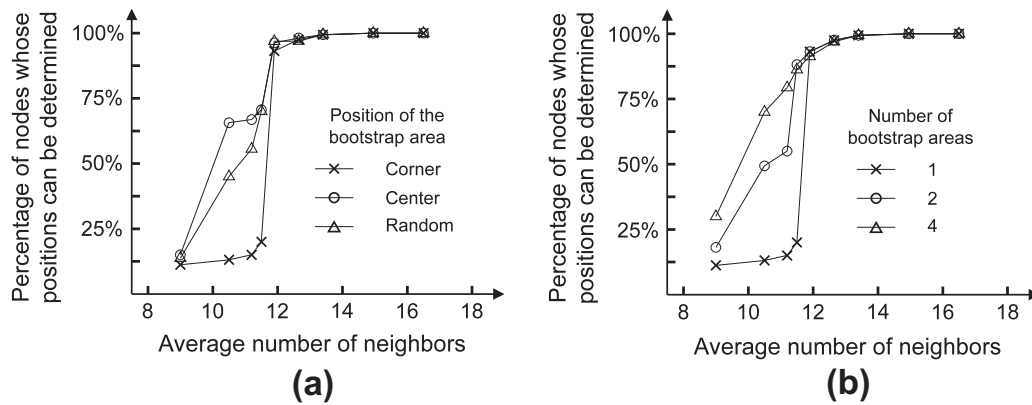 Percentage of nodes whose
positions can be determined
100%
75%
50%
25%
Position of the
bootstrap area
Corner
Center
Random
8 10 12 14 16 18
Average number of neighbors
(a)
Percentage of nodes whose
positions can be determined
100%
75%
50%
25%
Number of
bootstrap areas
1
2
4
8 10 12 14 16 18
Average number of neighbors
(b)